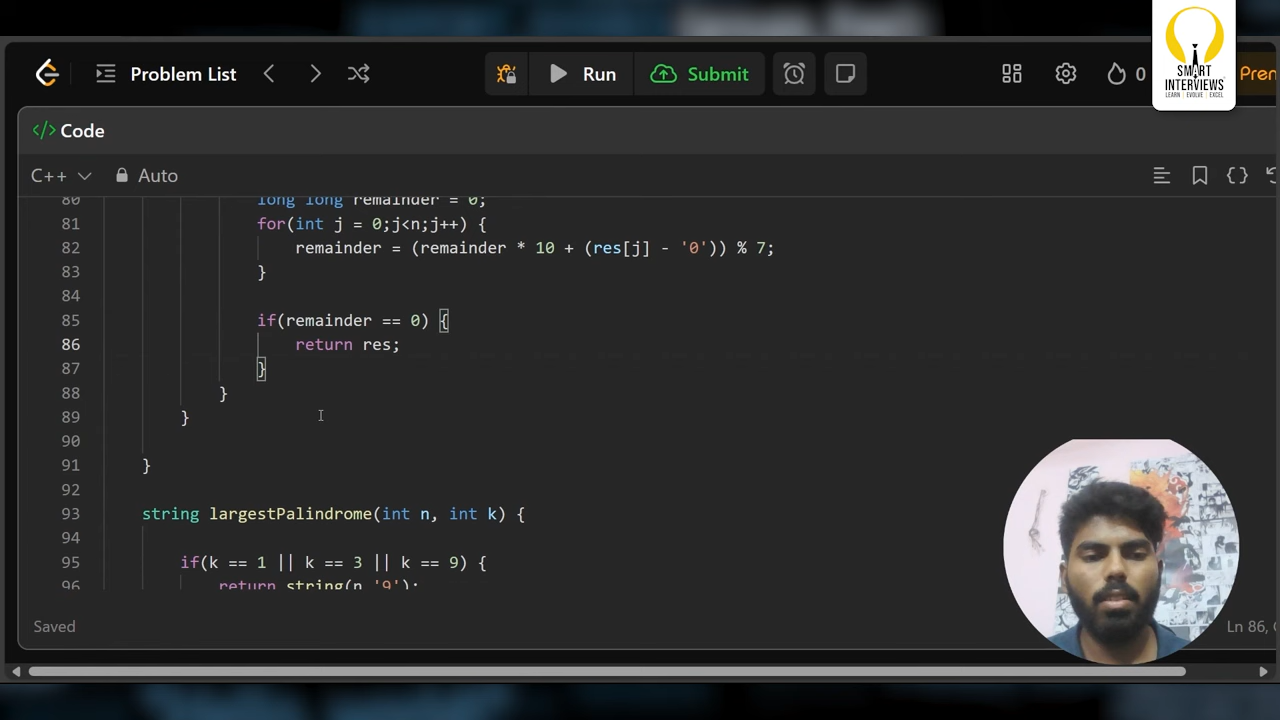 Problem List
Run
Submit
0
Prem
SMART
INTERVIEWS
LEARN | EVOLVE | EXCEL
</> Code
C++
Auto
80 long long remainder = 0;
81 for(int j = 0;j<n;j++) {
82 remainder = (remainder * 10 + (res[j] - '0')) % 7;
83 }
84
85 if(remainder == 0) {
86 return res;
87 }
88 }
89 }
90
91 }
92
93 string largestPalindrome(int n, int k) {
94
95 if(k == 1 || k == 3 || k == 9) {
96 return string(n,'9');
Saved
Ln 86,